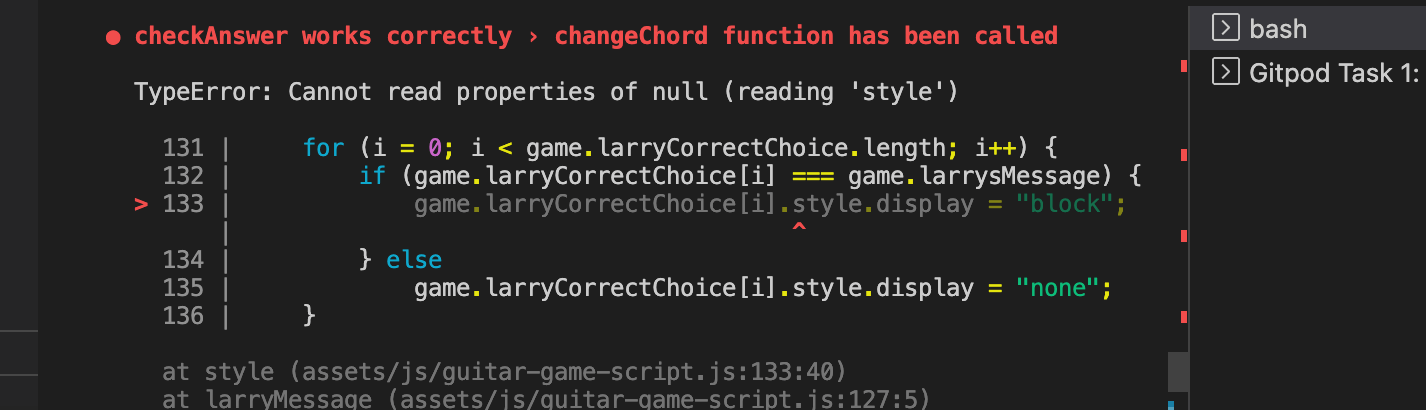 ● checkAnswer works correctly › changeChord function has been called
TypeError: Cannot read properties of null (reading 'style')
131 |     for (i = 0; i < game.larryCorrectChoice.length; i++) {
132 |         if (game.larryCorrectChoice[i] === game.larrysMessage) {
> 133 |             game.larryCorrectChoice[i].style.display = "block";
|                                        ^
134 |         } else
135 |             game.larryCorrectChoice[i].style.display = "none";
136 |     }
at style (assets/js/guitar-game-script.js:133:40)
at larryMessage (assets/js/guitar-game-script.js:127:5)
bash
Gitpod Task 1: